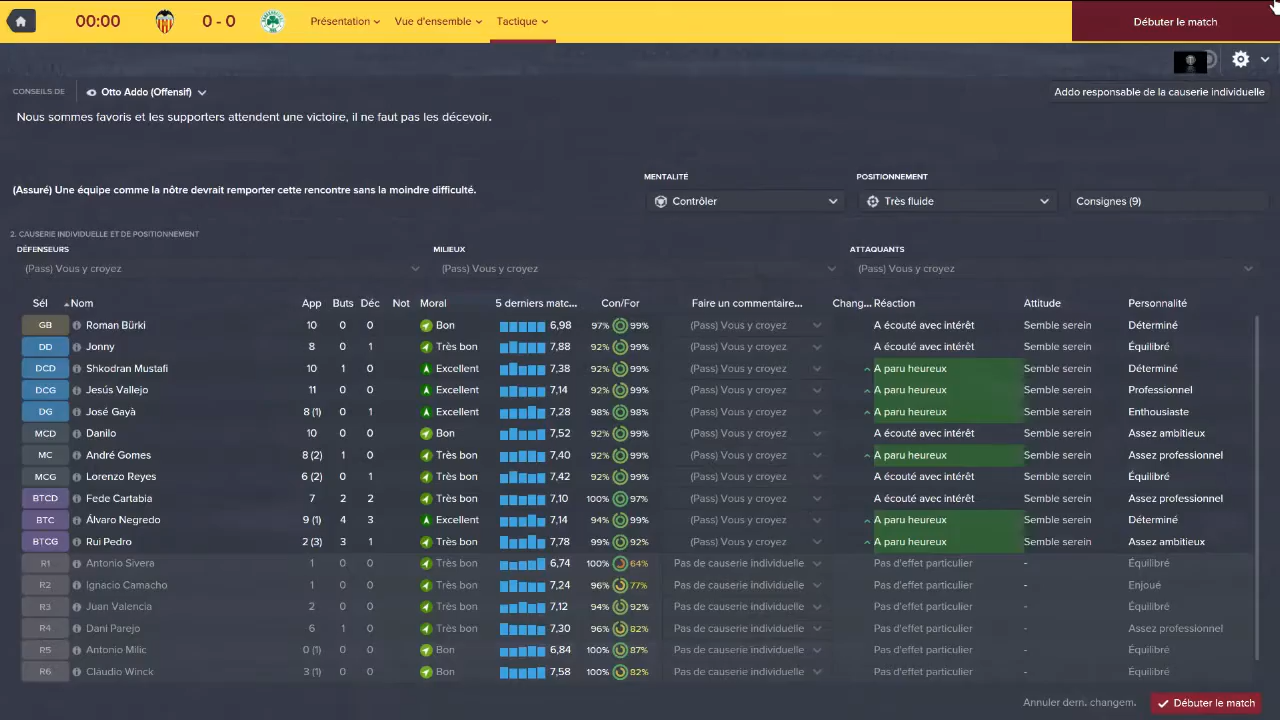 00:00 0 - 0 Présentation Vue d'ensemble Tactique Débuter le match
CONSEILS DE Otto Addo (Offensif) Addo responsable de la causerie individuelle
Nous sommes favoris et les supporters attendent une victoire, il ne faut pas les décevoir.
MENTALITÉ POSITIONNEMENT
(Assuré) Une équipe comme la nôtre devrait remporter cette rencontre sans la moindre difficulté.
Contrôler Très fluide Consignes (9)
2. CAUSERIE INDIVIDUELLE ET DE POSITIONNEMENT
DÉFENSEURS MILIEUX ATTAQUANTS
(Pass) Vous y croyez (Pass) Vous y croyez (Pass) Vous y croyez
Sél Nom App Buts Déc Not Moral 5 derniers matc... Con/For Faire un commentaire... Chang... Réaction Attitude Personnalité
GB Roman Bürki 10 0 0 Bon 6,98 97% 99% (Pass) Vous y croyez A écouté avec intérêt Semble serein Déterminé
DD Jonny 8 0 1 Très bon 7,88 92% 99% (Pass) Vous y croyez A écouté avec intérêt Semble serein Équilibré
DCD Shkodran Mustafi 10 1 0 Excellent 7,38 92% 99% (Pass) Vous y croyez A paru heureux Semble serein Déterminé
DCG Jesús Vallejo 11 0 0 Excellent 7,14 92% 99% (Pass) Vous y croyez A paru heureux Semble serein Professionnel
DG José Gayà 8 (1) 0 1 Excellent 7,28 98% 98% (Pass) Vous y croyez A paru heureux Semble serein Enthousiaste
MCD Danilo 10 0 0 Bon 7,52 92% 99% (Pass) Vous y croyez A écouté avec intérêt Semble serein Assez ambitieux
MC André Gomes 8 (2) 1 0 Très bon 7,40 92% 99% (Pass) Vous y croyez A paru heureux Semble serein Assez professionnel
MCG Lorenzo Reyes 6 (2) 0 1 Très bon 7,42 92% 99% (Pass) Vous y croyez A écouté avec intérêt Semble serein Équilibré
BTCD Fede Cartabia 7 2 2 Très bon 7,10 100% 97% (Pass) Vous y croyez A écouté avec intérêt Semble serein Assez professionnel
BTC Álvaro Negredo 9 (1) 4 3 Excellent 7,14 94% 99% (Pass) Vous y croyez A paru heureux Semble serein Déterminé
BTCG Rui Pedro 2 (3) 3 1 Très bon 7,78 99% 92% (Pass) Vous y croyez A paru heureux Semble serein Assez ambitieux
R1 Antonio Sivera 1 0 0 Très bon 6,74 100% 64% Pas de causerie individuelle Pas d'effet particulier - Équilibré
R2 Ignacio Camacho 1 0 0 Très bon 7,24 96% 77% Pas de causerie individuelle Pas d'effet particulier - Enjoué
R3 Juan Valencia 2 0 0 Très bon 7,12 94% 92% Pas de causerie individuelle Pas d'effet particulier - Équilibré
R4 Dani Parejo 6 1 0 Très bon 7,30 96% 82% Pas de causerie individuelle Pas d'effet particulier - Assez professionnel
R5 Antonio Milic 0 (1) 0 0 Bon 6,84 100% 87% Pas de causerie individuelle Pas d'effet particulier - Équilibré
R6 Cláudio Winck 3 (1) 0 0 Bon 7,58 100% 82% Pas de causerie individuelle Pas d'effet particulier - Équilibré
Annuler dern. changem. Débuter le match